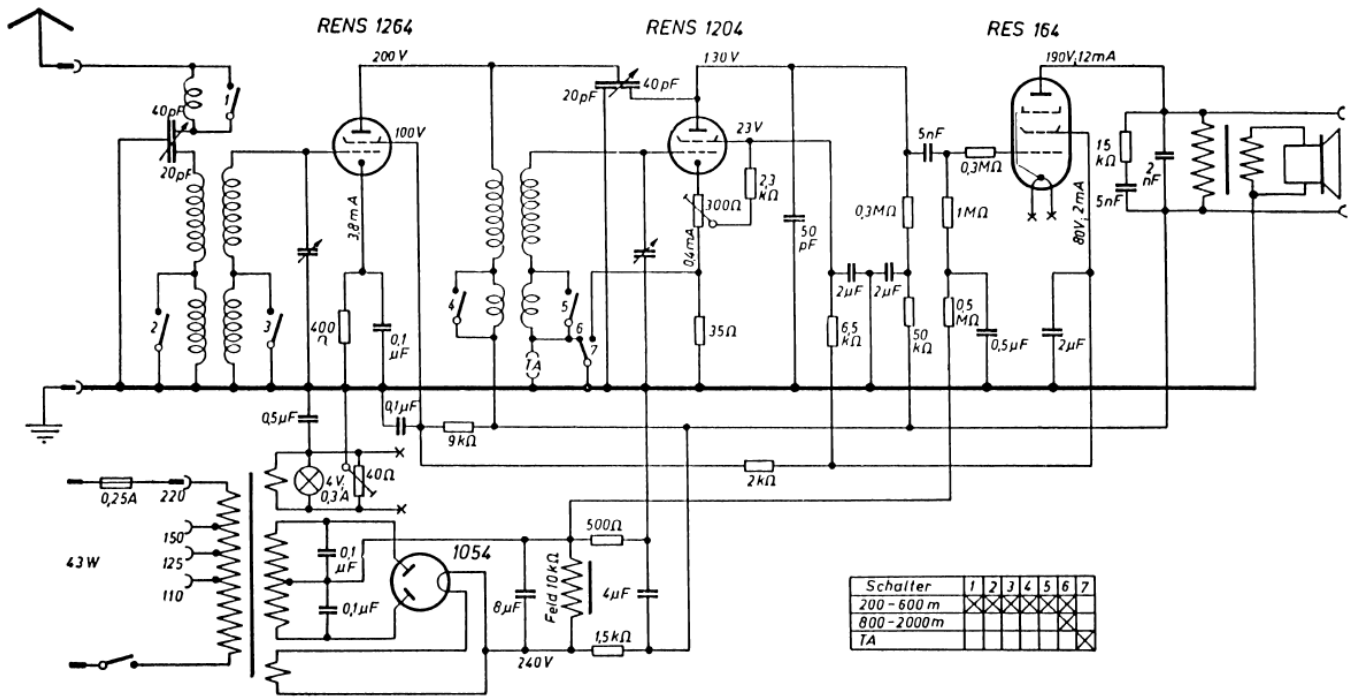 RENS 1264
RENS 1204
RES 164
200V
130V
190V; 12mA
1
40pF
20pF
100V
20pF
40pF
23V
5nF
0,3MΩ
15 kΩ
2 nF
5nF
3,8mA
300Ω
2,3 kΩ
0,4mA
50 pF
0,3MΩ
1MΩ
80V; 2mA
2
3
400 Ω
0,1 µF
4
5
6
7
TA
35Ω
2µF
2µF
6,5 kΩ
50 kΩ
0,5 MΩ
0,5µF
2µF
0,5µF
0,1µF
9kΩ
2kΩ
0,25A
220
4V, 0,3A
40Ω
150
125
110
43W
0,1 µF
0,1µF
1054
500Ω
8µF
Feld 10kΩ
4µF
1,5kΩ
240V
Schalter 1 2 3 4 5 6 7
200-600m X X X X X X
800-2000m X
TA X